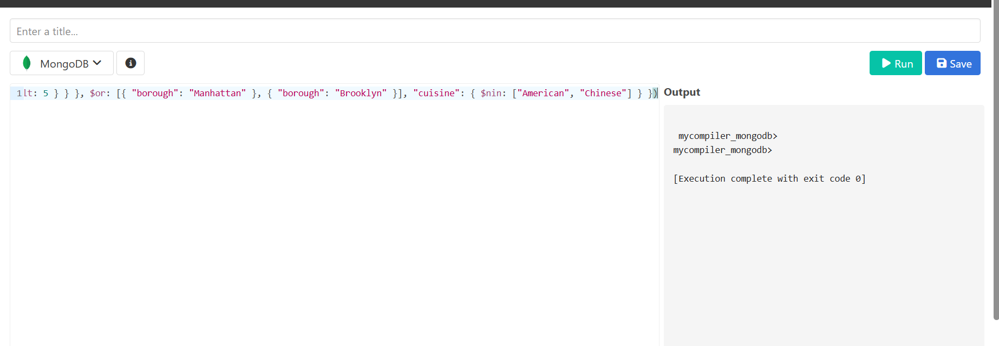 Enter a title...
MongoDB
Run
Save
1lt: 5 } } }, $or: [{ "borough": "Manhattan" }, { "borough": "Brooklyn" }], "cuisine": { $nin: ["American", "Chinese"] } })
Output
mycompiler_mongodb>
mycompiler_mongodb>
[Execution complete with exit code 0]